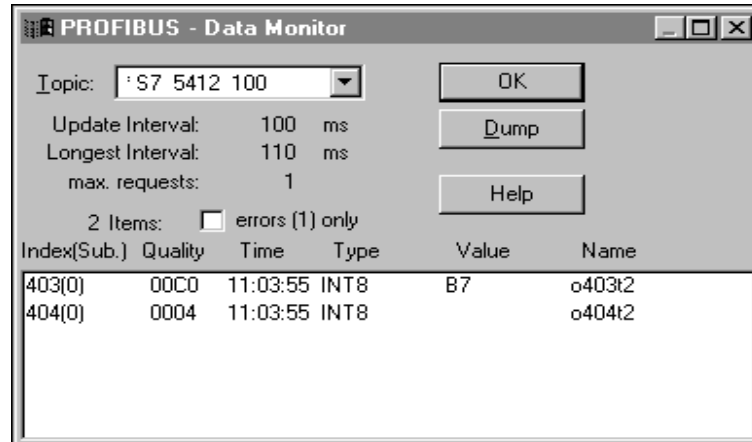 PROFIBUS - Data Monitor
Topic: S7 5412 100
OK
Update Interval: 100 ms
Dump
Longest Interval: 110 ms
max. requests: 1
Help
2 Items: errors (1) only
Index(Sub.) Quality Time Type Value Name
403(0) 00C0 11:03:55 INT8 B7 o403t2
404(0) 0004 11:03:55 INT8 o404t2